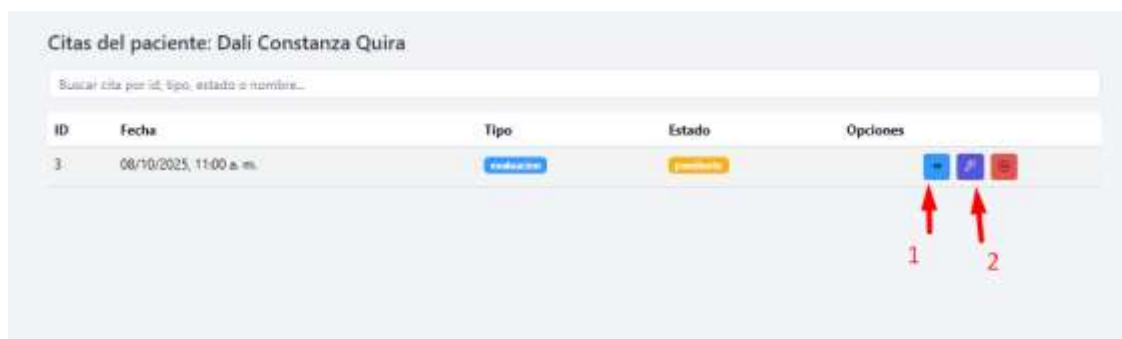 Citas del paciente: Dali Constanza Quira
Buscar cita por id, tipo, estado o nombre...
ID Fecha Tipo Estado Opciones
3 08/10/2025, 11:00 a. m. evaluacion pendiente
1 2